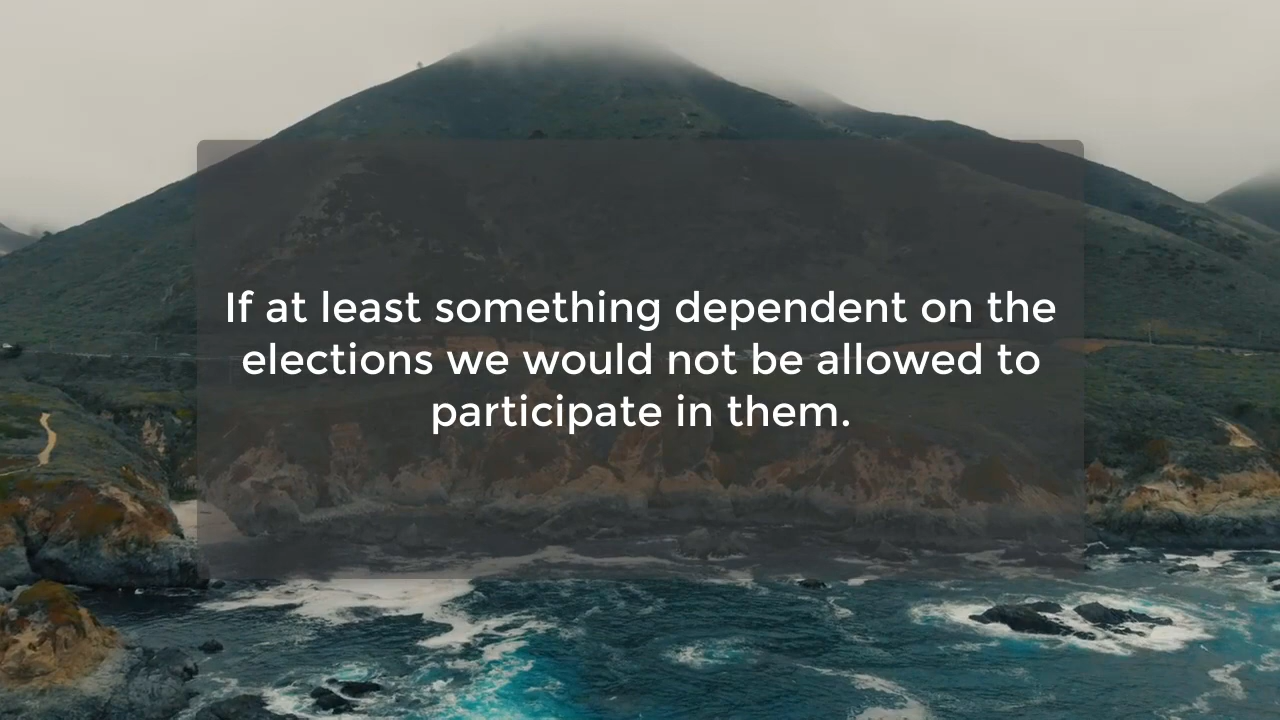 If at least something dependent on the
elections we would not be allowed to
participate in them.